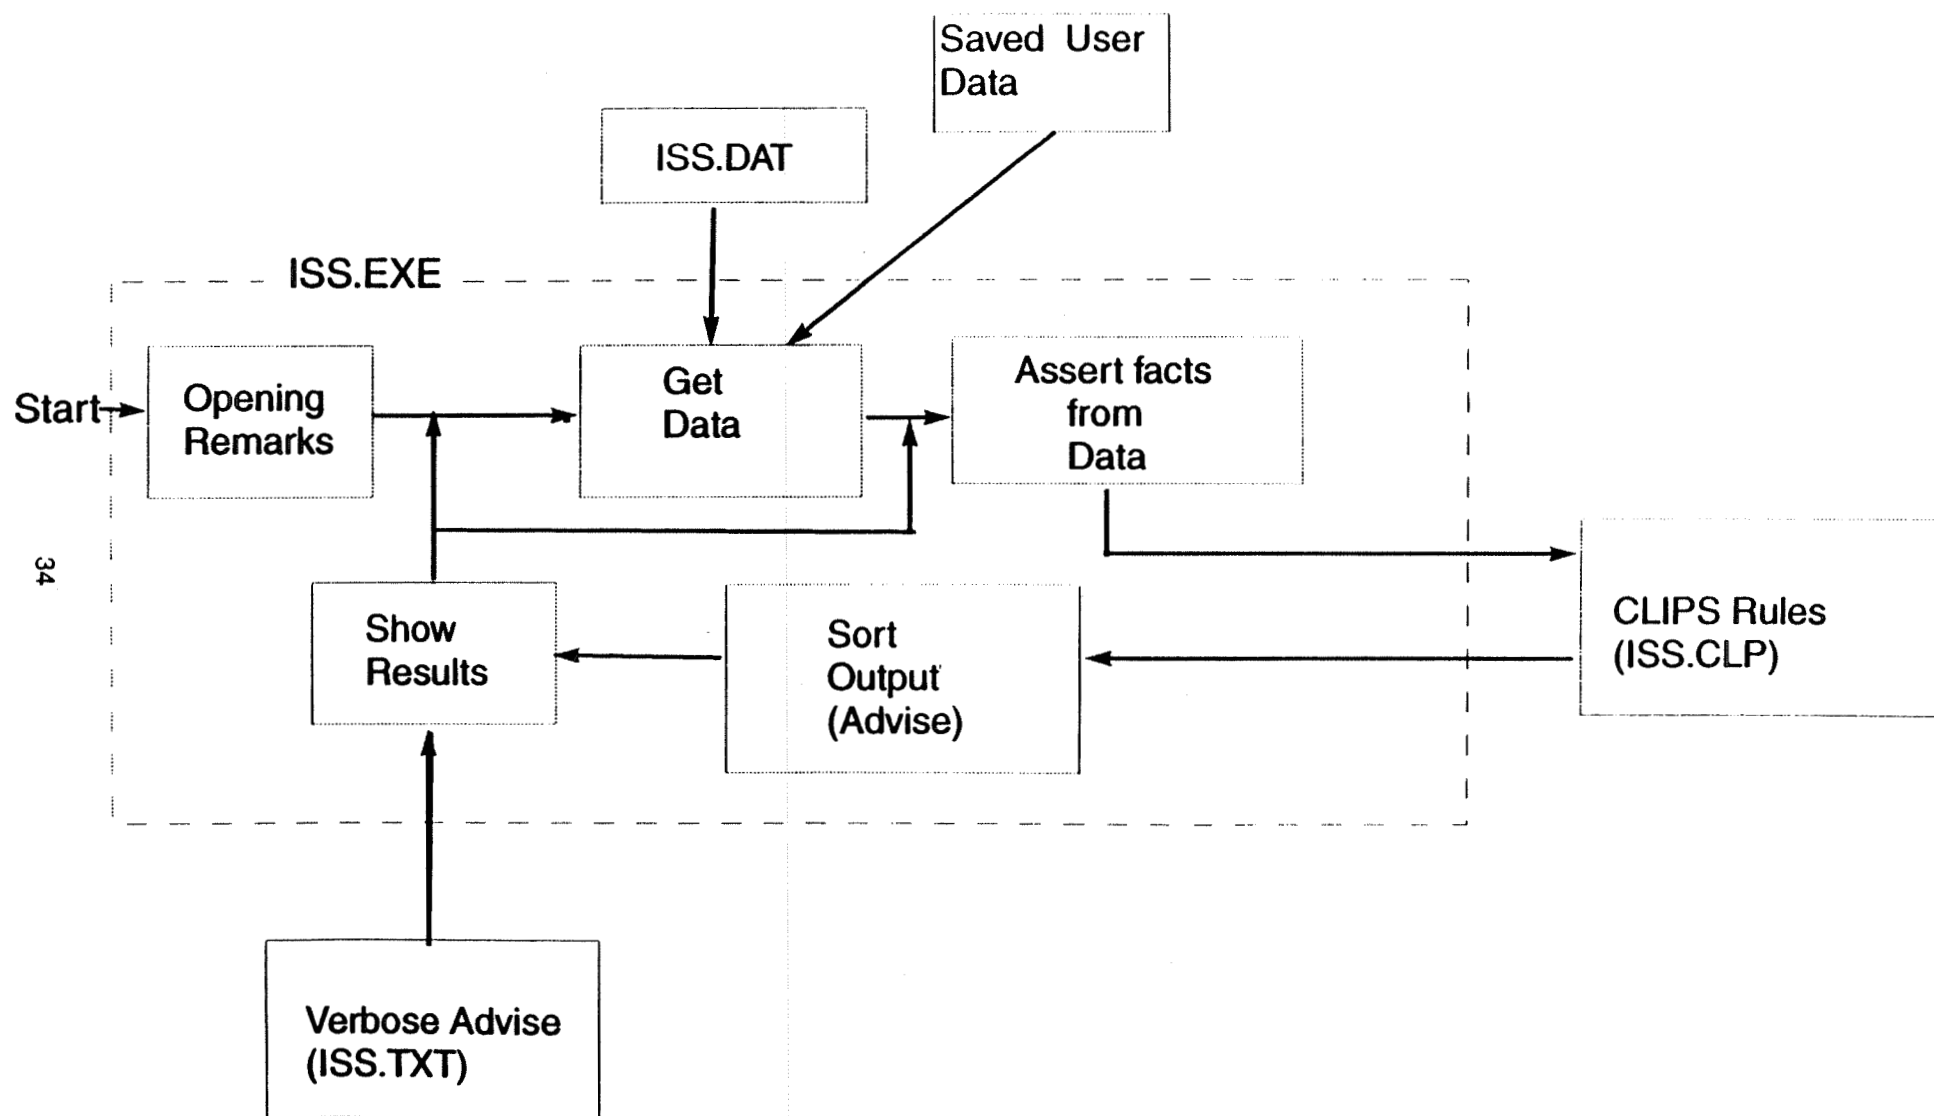 Saved User
Data
ISS.DAT
ISS.EXE
Start
Opening
Remarks
Get
Data
Assert facts
from
Data
34
Show
Results
Sort
Output
(Advise)
CLIPS Rules
(ISS.CLP)
Verbose Advise
(ISS.TXT)